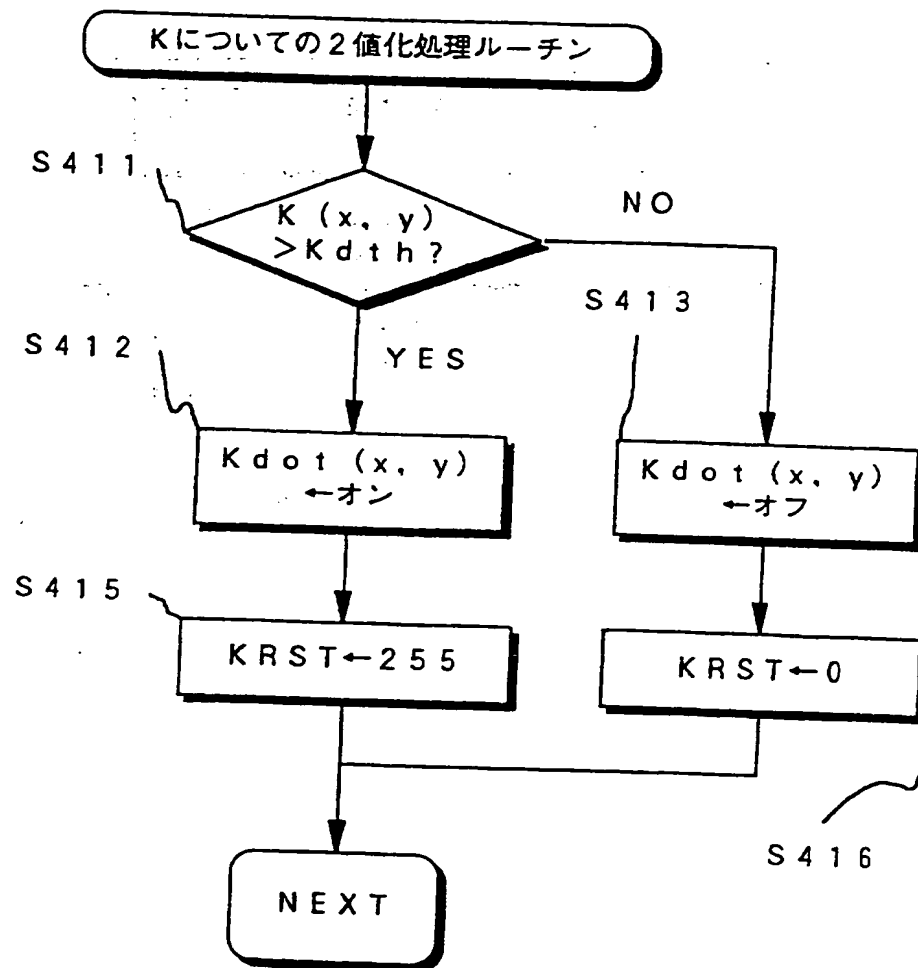 Kについての2値化処理ルーチン
S411
K(x, y)
>Kdth?
NO
S413
S412
YES
Kdot(x, y)
←オン
Kdot(x, y)
←オフ
S415
KRST←255
KRST←0
S416
NEXT